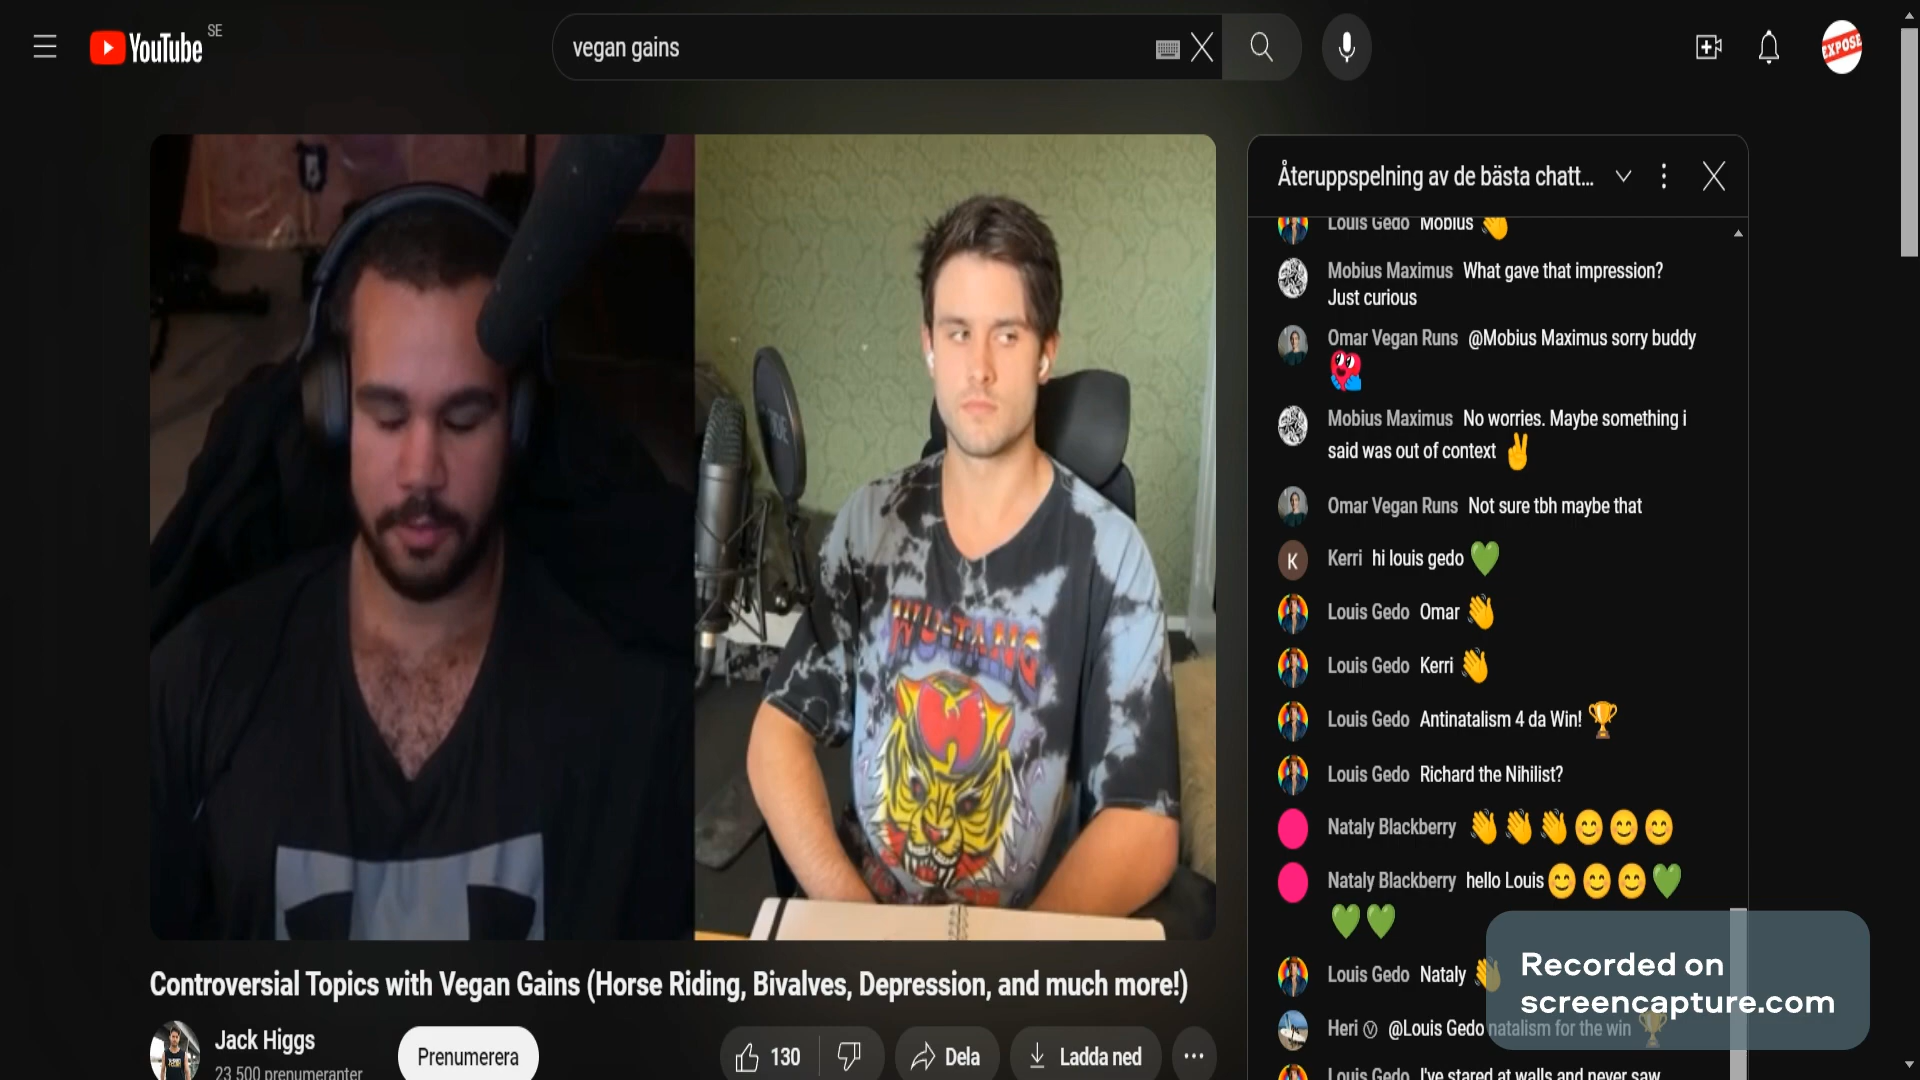 YouTube SE
vegan gains
EXPOSE
Återuppspelning av de bästa chatt...
Louis Gedo Mobius 👋
Mobius Maximus What gave that impression?
Just curious
Omar Vegan Runs @Mobius Maximus sorry buddy
Mobius Maximus No worries. Maybe something i
said was out of context ✌
Omar Vegan Runs Not sure tbh maybe that
K Kerri hi louis gedo 💚
Louis Gedo Omar 👋
Louis Gedo Kerri 👋
Louis Gedo Antinatalism 4 da Win! 🏆
Louis Gedo Richard the Nihilist?
Nataly Blackberry 👋👋👋😊😊😊
Nataly Blackberry hello Louis 😊😊😊💚
💚💚
Louis Gedo Nataly 👋
Heri Ⓥ @Louis Gedo natalism for the win 🏆
Louis Gedo I've stared at walls and never saw
WU-TANG
Controversial Topics with Vegan Gains (Horse Riding, Bivalves, Depression, and much more!)
Jack Higgs
23 500 prenumeranter
Prenumerera
130
Dela
Ladda ned
Recorded on
screencapture.com